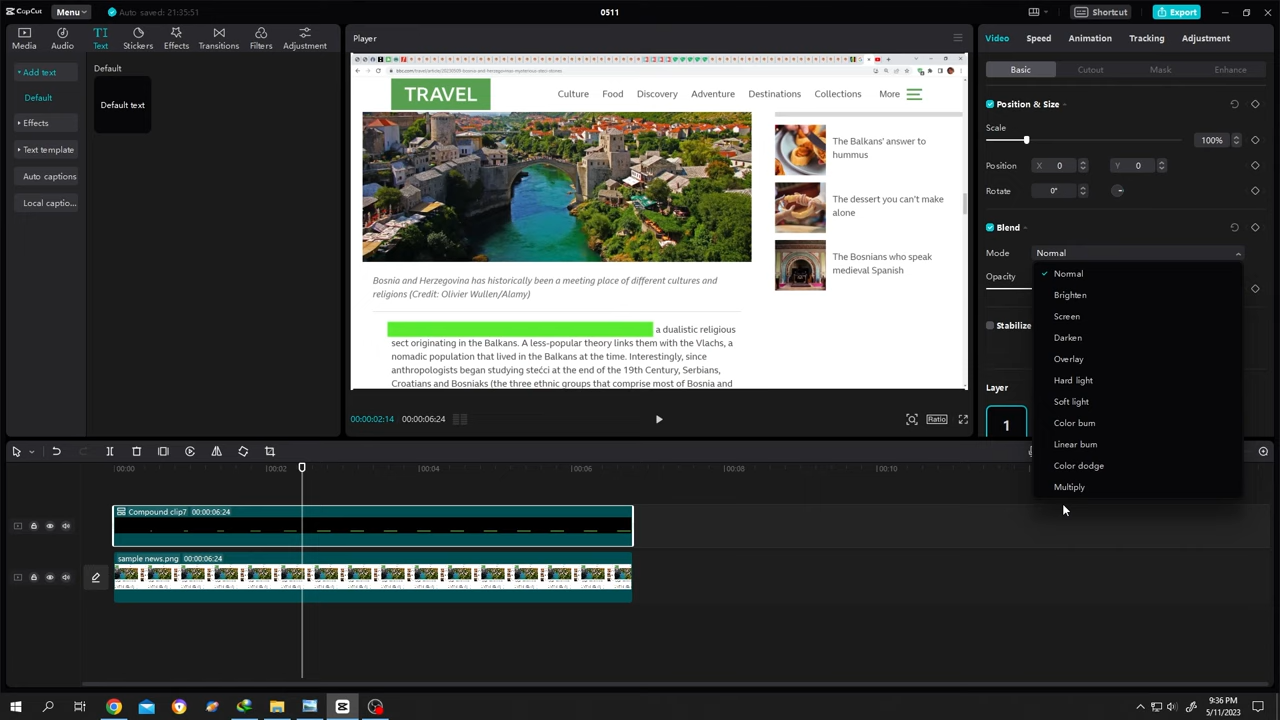 CapCut
Menu
Auto saved: 21:35:51
0511
Shortcut
Export
Media
Audio
Text
Stickers
Effects
Transitions
Filters
Adjustment
Add text
Default
Effects
Text template
Auto captions
Local captio...
Default
Default text
Player
TRAVEL
Culture Food Discovery Adventure Destinations Collections More
Bosnia and Herzegovina has historically been a meeting place of different cultures and
religions (Credit: Olivier Wullen/Alamy)
a dualistic religious
sect originating in the Balkans. A less-popular theory links them with the Vlachs, a
nomadic population that lived in the Balkans at the time. Interestingly, since
anthropologists began studying stećci at the end of the 19th Century, Serbians,
Croatians and Bosniaks (the three ethnic groups that comprise most of Bosnia and
The Balkans' answer to
hummus
The dessert you can't make
alone
The Bosnians who speak
medieval Spanish
00:00:02:14 00:00:06:24
Ratio
Video Speed Animation Tracking Adjustment
Basic Cutout Mask Enhance
Position & Size
Scale
100%
Position X 0 Y 0
Rotate 0°
Blend
Mode Normal
Opacity
Normal
Brighten
Screen
Darken
Overlay
Hard light
Soft light
Color burn
Linear burn
Color dodge
Multiply
Stabilize
Layer
1
00:00 00:02 00:04 00:06 00:08 00:10
Compound clip7 00:00:06:24
sample news.png 00:00:06:24
9:36 PM
5/11/2023